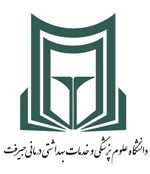 دانشگاه علوم پزشکی و خدمات بهداشتی درمانی جیرفت